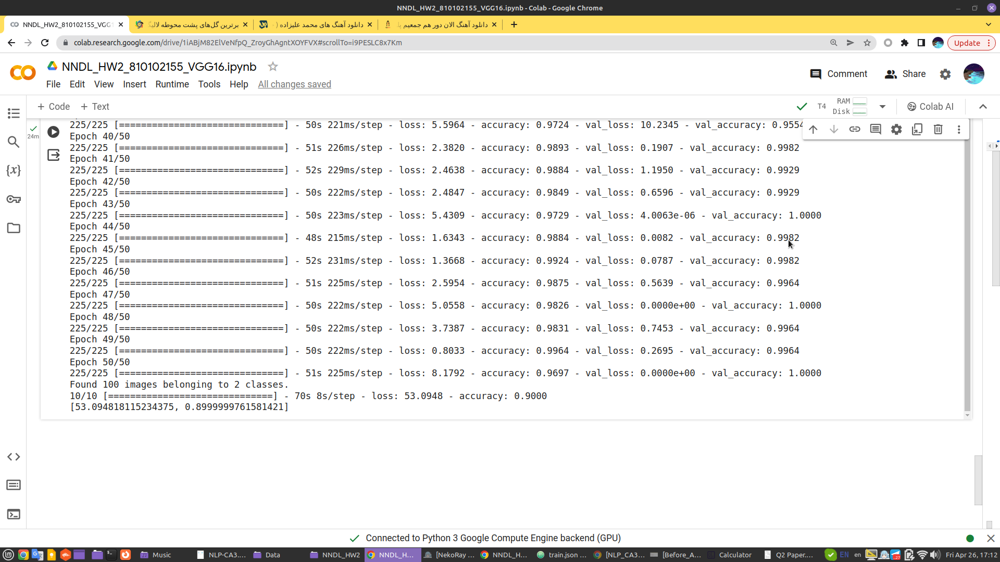 NNDL_HW2_810102155_VGG16.ipynb - Colab - Google Chrome
NNDL_HW2_810102155_VGG1
برترین گل‌های پشت محوطه لالیگ
دانلود آهنگ های محمد علیزاده (
دانلود آهنگ الان دور هم جمعیم
colab.research.google.com/drive/1iABjM82ElVeNfpQ_ZroyGhAgntXOYFVX#scrollTo=i9PESLC8x7Km
Update
NNDL_HW2_810102155_VGG16.ipynb
Comment
Share
File Edit View Insert Runtime Tools Help All changes saved
+ Code + Text
T4
RAM
Disk
Colab AI
24m
225/225 [==============================] - 50s 221ms/step - loss: 5.5964 - accuracy: 0.9724 - val_loss: 10.2345 - val_accuracy: 0.9554
Epoch 40/50
225/225 [==============================] - 51s 226ms/step - loss: 2.3820 - accuracy: 0.9893 - val_loss: 0.1907 - val_accuracy: 0.9982
Epoch 41/50
225/225 [==============================] - 52s 229ms/step - loss: 2.4638 - accuracy: 0.9884 - val_loss: 1.1950 - val_accuracy: 0.9929
Epoch 42/50
225/225 [==============================] - 50s 222ms/step - loss: 2.4847 - accuracy: 0.9849 - val_loss: 0.6596 - val_accuracy: 0.9929
Epoch 43/50
225/225 [==============================] - 50s 223ms/step - loss: 5.4309 - accuracy: 0.9729 - val_loss: 4.0063e-06 - val_accuracy: 1.0000
Epoch 44/50
225/225 [==============================] - 48s 215ms/step - loss: 1.6343 - accuracy: 0.9884 - val_loss: 0.0082 - val_accuracy: 0.9982
Epoch 45/50
225/225 [==============================] - 52s 231ms/step - loss: 1.3668 - accuracy: 0.9924 - val_loss: 0.0787 - val_accuracy: 0.9982
Epoch 46/50
225/225 [==============================] - 51s 225ms/step - loss: 2.5954 - accuracy: 0.9875 - val_loss: 0.5639 - val_accuracy: 0.9964
Epoch 47/50
225/225 [==============================] - 50s 222ms/step - loss: 5.0558 - accuracy: 0.9826 - val_loss: 0.0000e+00 - val_accuracy: 1.0000
Epoch 48/50
225/225 [==============================] - 50s 222ms/step - loss: 3.7387 - accuracy: 0.9831 - val_loss: 0.7453 - val_accuracy: 0.9964
Epoch 49/50
225/225 [==============================] - 50s 222ms/step - loss: 0.8033 - accuracy: 0.9964 - val_loss: 0.2695 - val_accuracy: 0.9964
Epoch 50/50
225/225 [==============================] - 51s 225ms/step - loss: 8.1792 - accuracy: 0.9697 - val_loss: 0.0000e+00 - val_accuracy: 1.0000
Found 100 images belonging to 2 classes.
10/10 [==============================] - 70s 8s/step - loss: 53.0948 - accuracy: 0.9000
[53.094818115234375, 0.8999999761581421]
Connected to Python 3 Google Compute Engine backend (GPU)
Music NLP-CA3.... Data NNDL_HW2 NNDL_H... [NekoRay ... NNDL_H... train.json ... [NLP_CA3... [Before_A... Calculator Q2 Paper.... EN en Fri Apr 26, 17:12